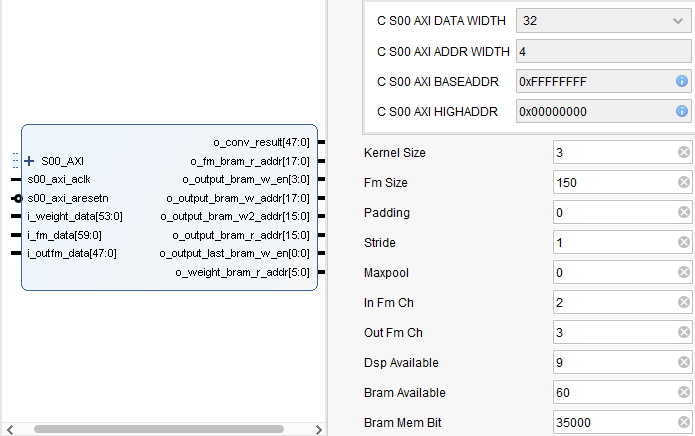 o_conv_result[47:0]
S00_AXI o_fm_bram_r_addr[17:0]
s00_axi_aclk o_output_bram_w_en[3:0]
s00_axi_aresetn o_output_bram_w_addr[17:0]
i_weight_data[53:0] o_output_bram_w2_addr[15:0]
i_fm_data[59:0] o_output_bram_r_addr[15:0]
i_outfm_data[47:0] o_output_last_bram_w_en[0:0]
o_weight_bram_r_addr[5:0]
C S00 AXI DATA WIDTH 32
C S00 AXI ADDR WIDTH 4
C S00 AXI BASEADDR 0xFFFFFFFF
C S00 AXI HIGHADDR 0x00000000
Kernel Size 3
Fm Size 150
Padding 0
Stride 1
Maxpool 0
In Fm Ch 2
Out Fm Ch 3
Dsp Available 9
Bram Available 60
Bram Mem Bit 35000